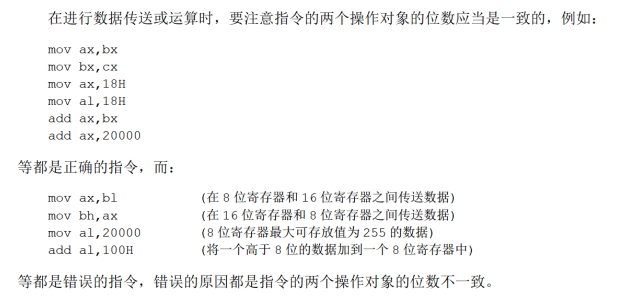 在进行数据传送或运算时，要注意指令的两个操作对象的位数应当是一致的，例如：
mov ax,bx
mov bx,cx
mov ax,18H
mov al,18H
add ax,bx
add ax,20000
等都是正确的指令，而：
mov ax,bl (在 8 位寄存器和 16 位寄存器之间传送数据)
mov bh,ax (在 16 位寄存器和 8 位寄存器之间传送数据)
mov al,20000 (8 位寄存器最大可存放值为 255 的数据)
add al,100H (将一个高于 8 位的数据加到一个 8 位寄存器中)
等都是错误的指令，错误的原因都是指令的两个操作对象的位数不一致。